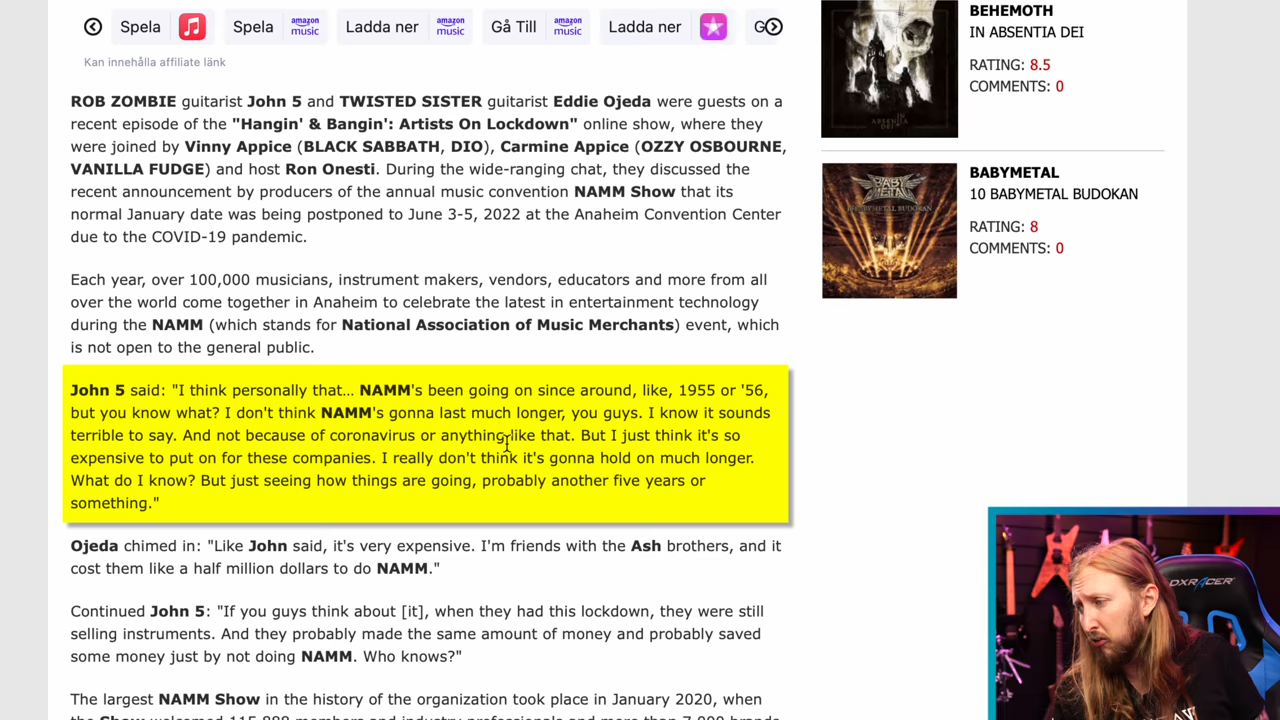 Spela
Spela
amazon music
Ladda ner
amazon music
Gå Till
amazon music
Ladda ner
Kan innehålla affiliate länk
ROB ZOMBIE guitarist John 5 and TWISTED SISTER guitarist Eddie Ojeda were guests on a
recent episode of the "Hangin' & Bangin': Artists On Lockdown" online show, where they
were joined by Vinny Appice (BLACK SABBATH, DIO), Carmine Appice (OZZY OSBOURNE,
VANILLA FUDGE) and host Ron Onesti. During the wide-ranging chat, they discussed the
recent announcement by producers of the annual music convention NAMM Show that its
normal January date was being postponed to June 3-5, 2022 at the Anaheim Convention Center
due to the COVID-19 pandemic.
Each year, over 100,000 musicians, instrument makers, vendors, educators and more from all
over the world come together in Anaheim to celebrate the latest in entertainment technology
during the NAMM (which stands for National Association of Music Merchants) event, which
is not open to the general public.
John 5 said: "I think personally that... NAMM's been going on since around, like, 1955 or '56,
but you know what? I don't think NAMM's gonna last much longer, you guys. I know it sounds
terrible to say. And not because of coronavirus or anything like that. But I just think it's so
expensive to put on for these companies. I really don't think it's gonna hold on much longer.
What do I know? But just seeing how things are going, probably another five years or
something."
Ojeda chimed in: "Like John said, it's very expensive. I'm friends with the Ash brothers, and it
cost them like a half million dollars to do NAMM."
Continued John 5: "If you guys think about [it], when they had this lockdown, they were still
selling instruments. And they probably made the same amount of money and probably saved
some money just by not doing NAMM. Who knows?"
The largest NAMM Show in the history of the organization took place in January 2020, when
the Show welcomed 115,888 members and industry professionals and more than 7,000 brands
BEHEMOTH
IN ABSENTIA DEI
RATING: 8.5
COMMENTS: 0
BABYMETAL
10 BABYMETAL BUDOKAN
RATING: 8
COMMENTS: 0
BABY METAL
DXRACER